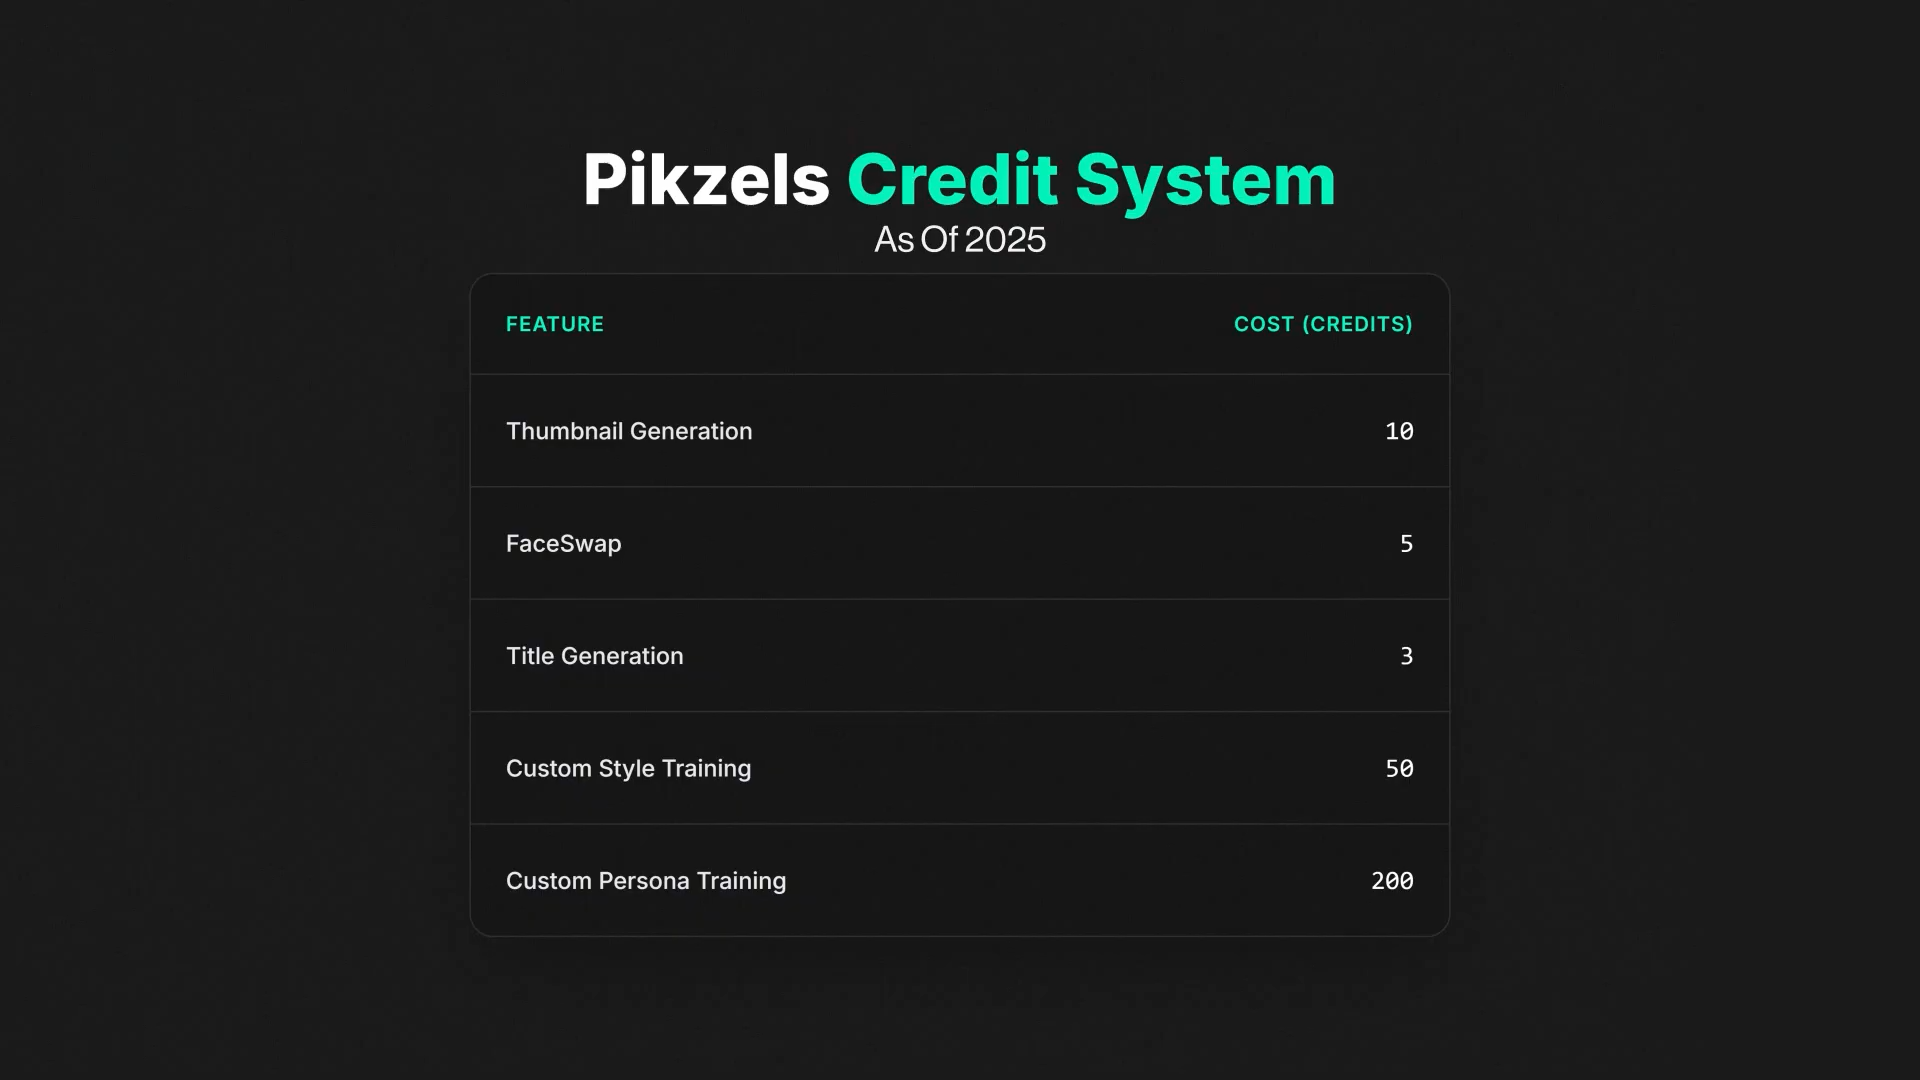 Pikzels Credit System
As Of 2025
FEATURE COST (CREDITS)
Thumbnail Generation 10
FaceSwap 5
Title Generation 3
Custom Style Training 50
Custom Persona Training 200